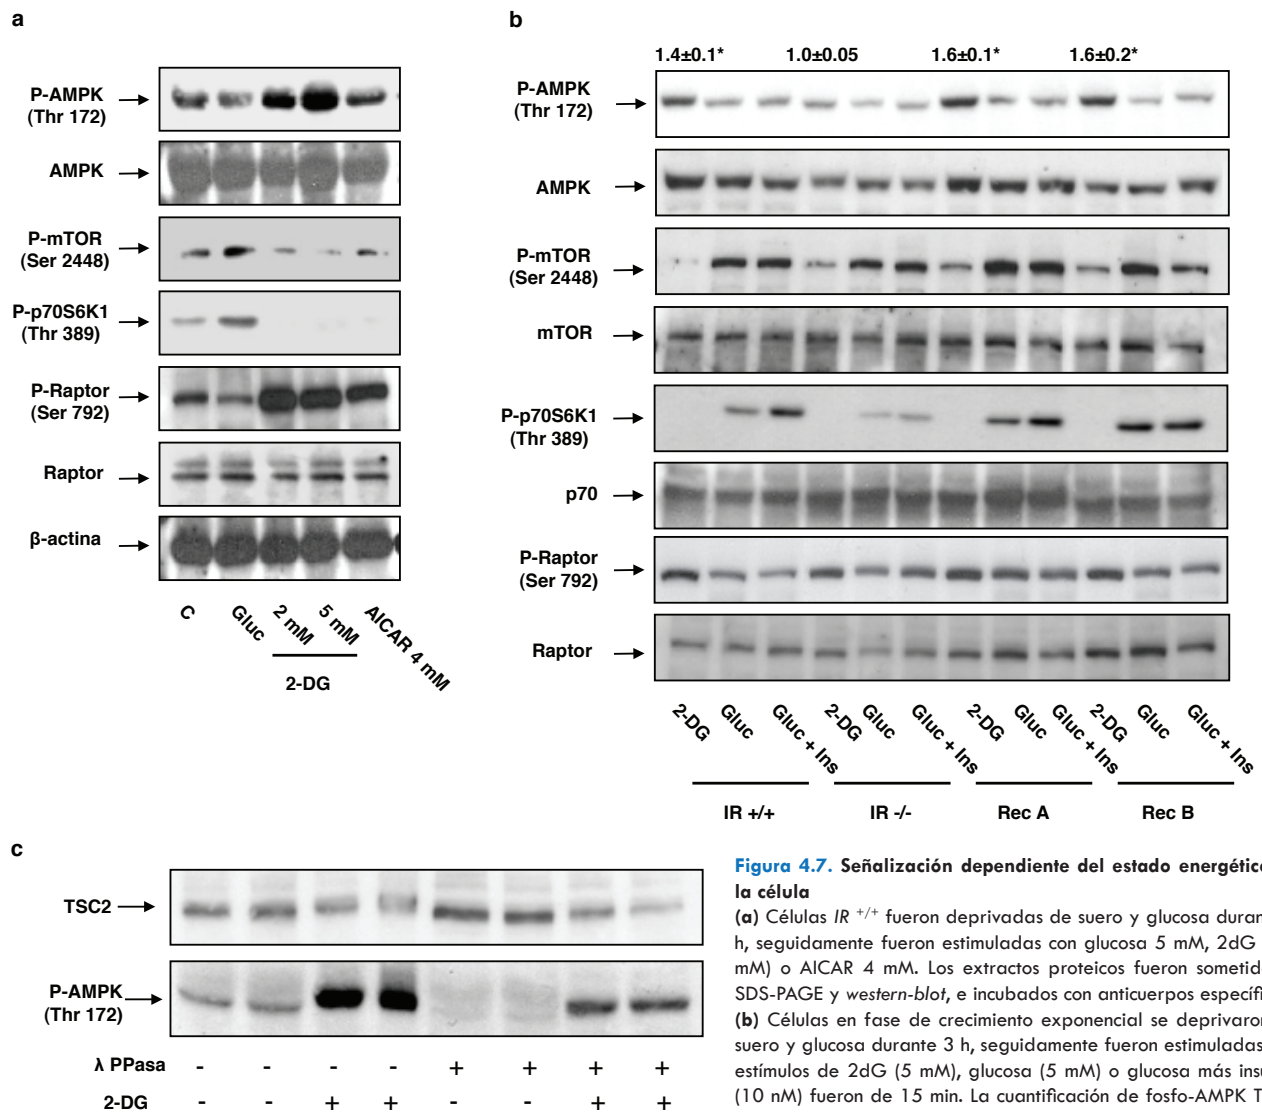 a
P-AMPK
(Thr 172)
AMPK
P-mTOR
(Ser 2448)
P-p70S6K1
(Thr 389)
P-Raptor
(Ser 792)
Raptor
β-actina
C
Gluc
2 mM
5 mM
AICAR 4 mM
2-DG
b
1.4±0.1* 1.0±0.05 1.6±0.1* 1.6±0.2*
P-AMPK
(Thr 172)
AMPK
P-mTOR
(Ser 2448)
mTOR
P-p70S6K1
(Thr 389)
p70
P-Raptor
(Ser 792)
Raptor
2-DG Gluc Gluc + Ins 2-DG Gluc Gluc + Ins 2-DG Gluc Gluc + Ins 2-DG Gluc Gluc + Ins
IR +/+ IR -/- Rec A Rec B
c
TSC2
P-AMPK
(Thr 172)
λ PPasa - - - - + + + +
2-DG - - + + - - + +
Figura 4.7. Señalización dependiente del estado energétic
la célula
(a) Células IR +/+ fueron deprivadas de suero y glucosa duran
h, seguidamente fueron estimuladas con glucosa 5 mM, 2dG
mM) o AICAR 4 mM. Los extractos proteicos fueron sometid
SDS-PAGE y western-blot, e incubados con anticuerpos específi
(b) Células en fase de crecimiento exponencial se deprivaro
suero y glucosa durante 3 h, seguidamente fueron estimuladas
estímulos de 2dG (5 mM), glucosa (5 mM) o glucosa más insu
(10 nM) fueron de 15 min. La cuantificación de fosfo-AMPK T